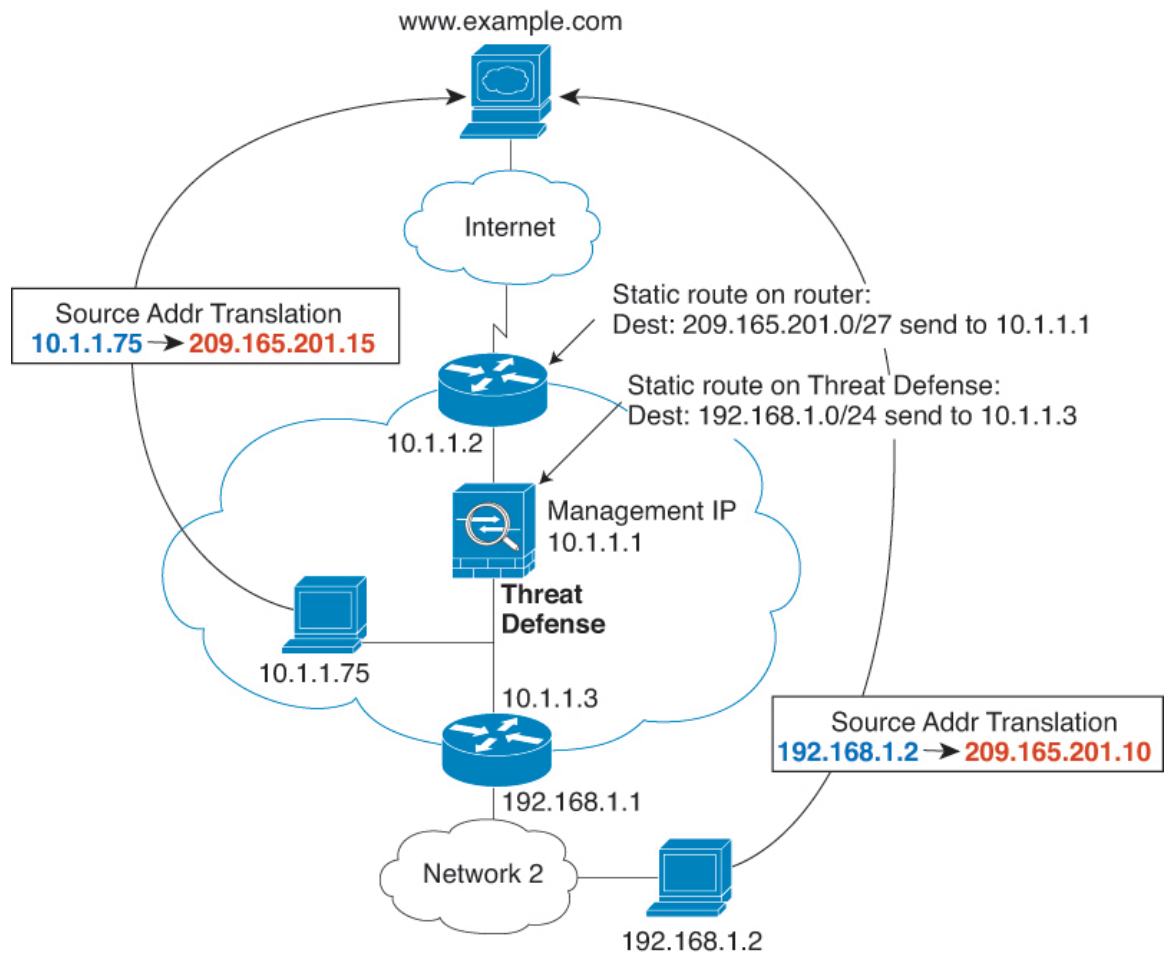 www.example.com
Internet
Source Addr Translation
10.1.1.75 209.165.201.15
Static route on router:
Dest: 209.165.201.0/27 send to 10.1.1.1
Static route on Threat Defense:
Dest: 192.168.1.0/24 send to 10.1.1.3
10.1.1.2
Management IP
10.1.1.1
Threat
Defense
10.1.1.75
10.1.1.3
Source Addr Translation
192.168.1.2 209.165.201.10
192.168.1.1
Network 2
192.168.1.2